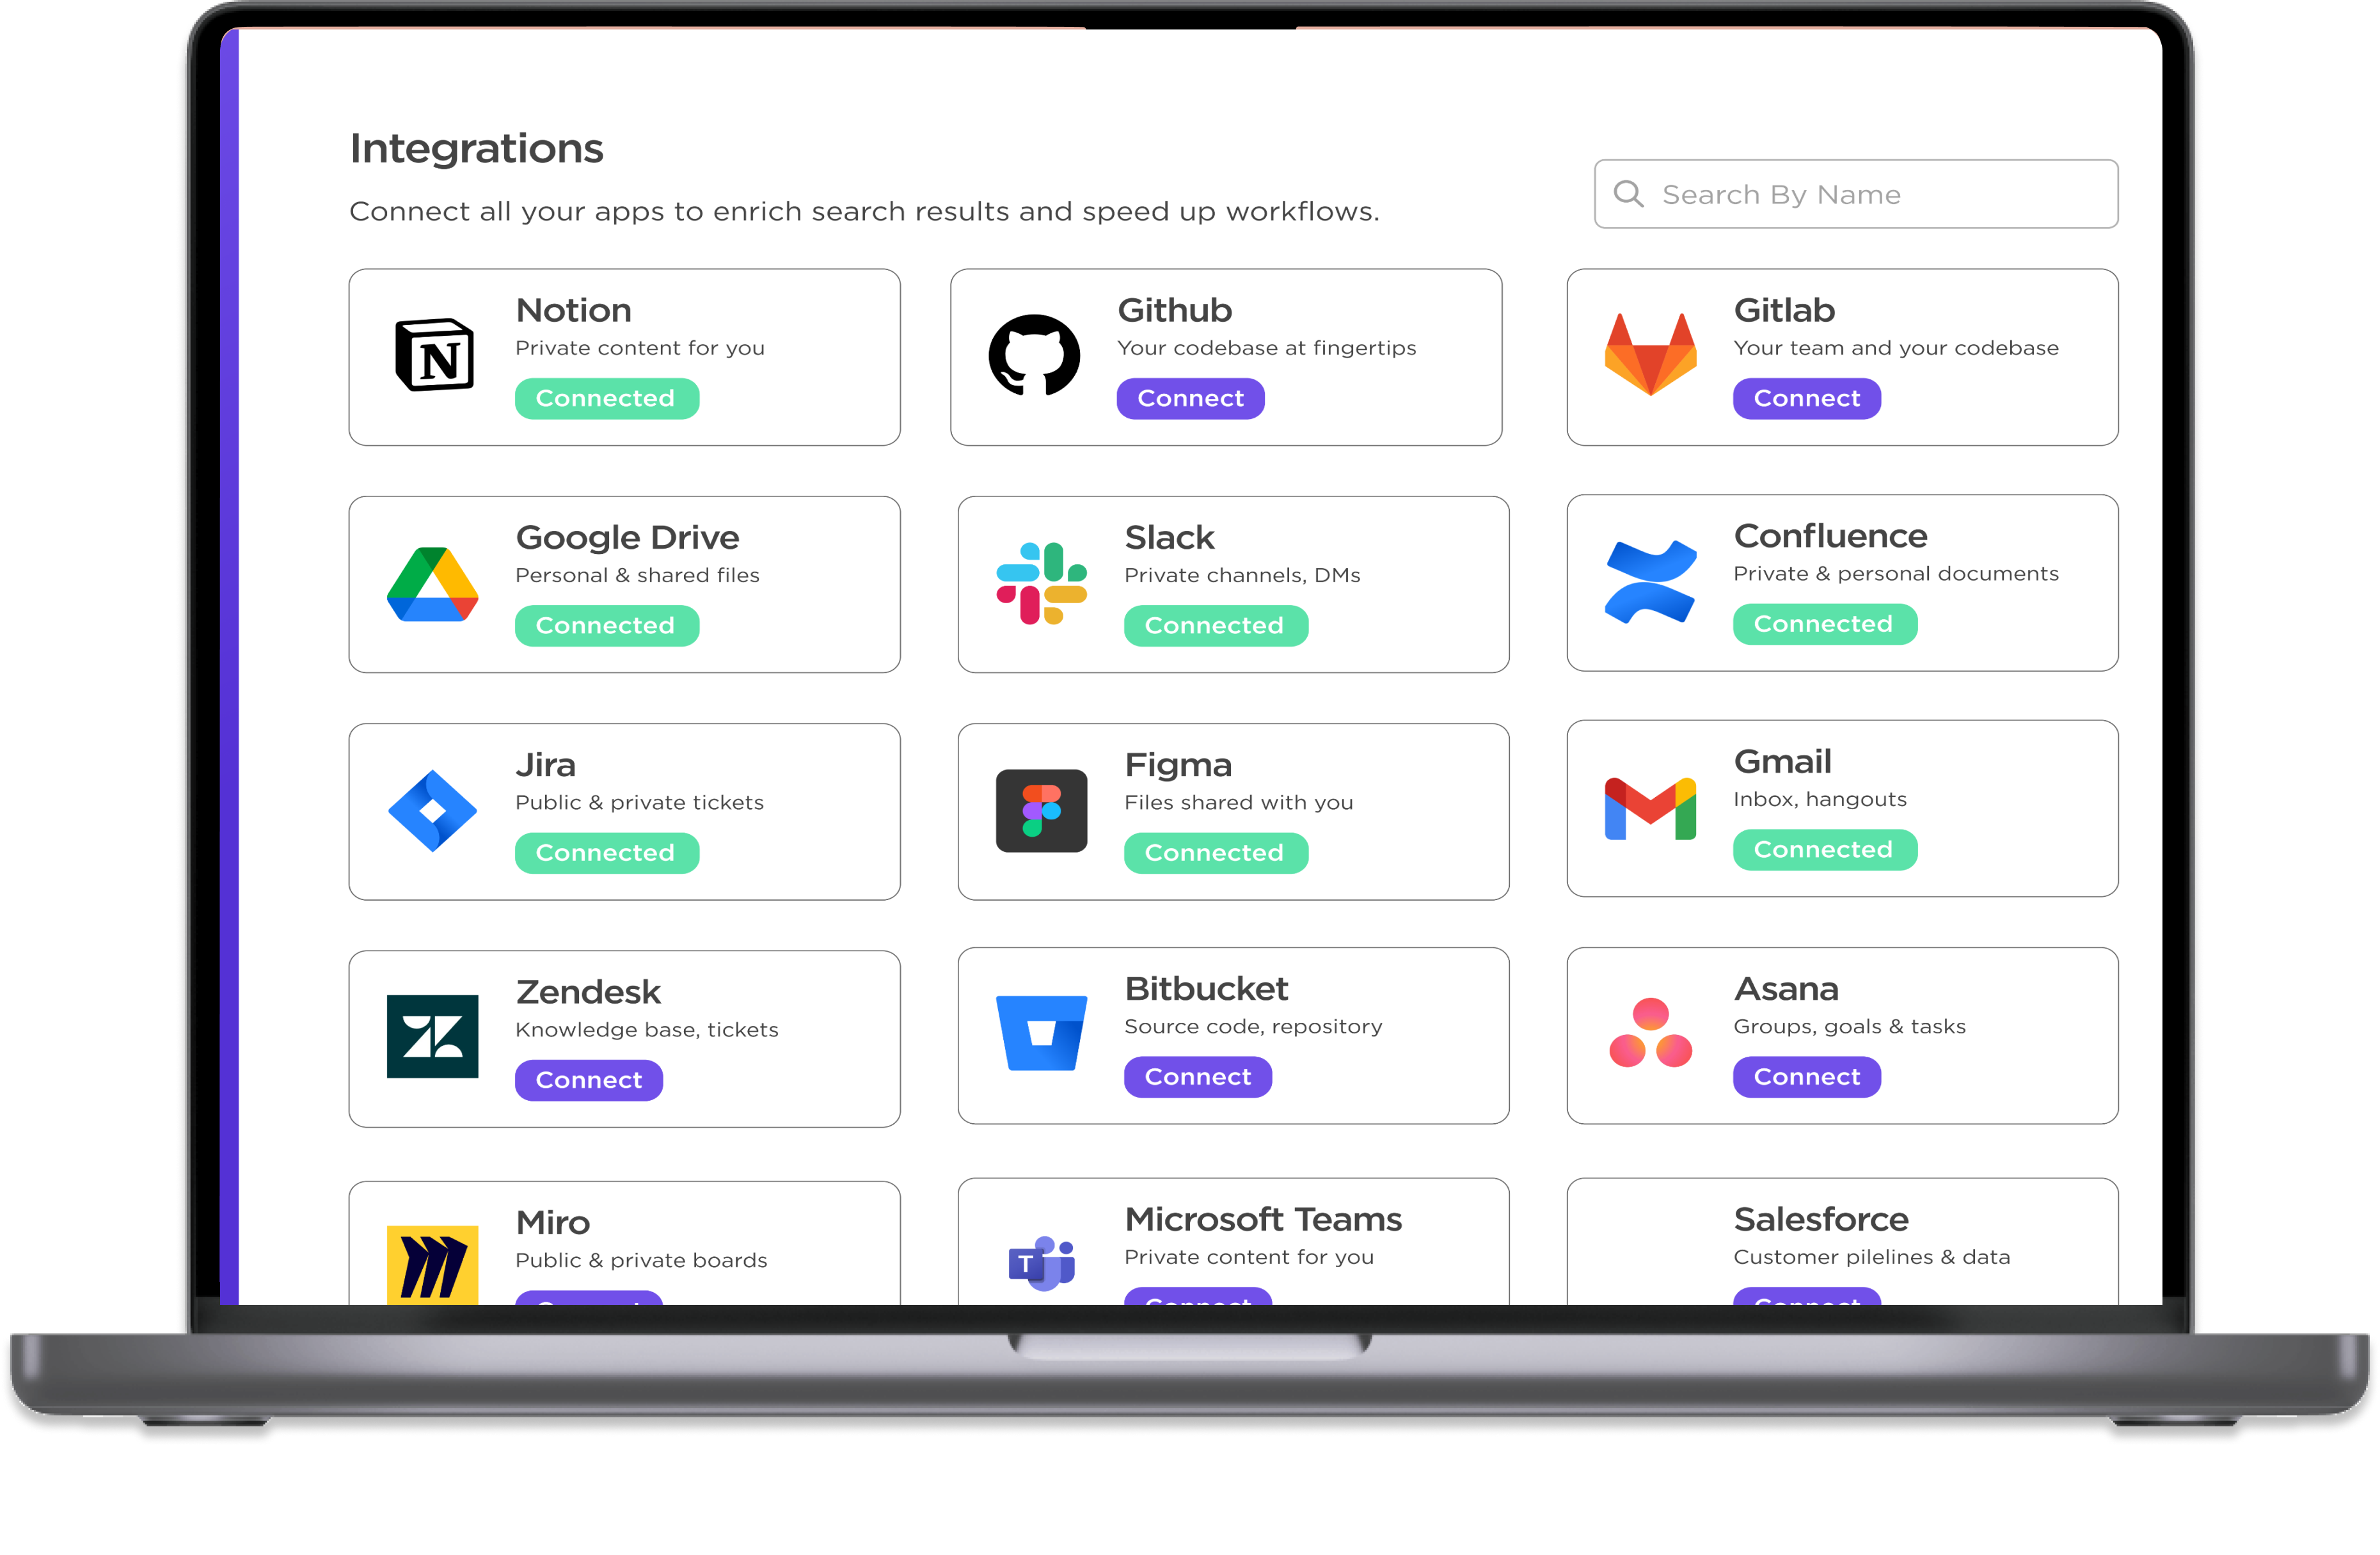 Integrations
Connect all your apps to enrich search results and speed up workflows.
Search By Name
Notion
Private content for you
Connected
Github
Your codebase at fingertips
Connect
Gitlab
Your team and your codebase
Connect
Google Drive
Personal & shared files
Connected
Slack
Private channels, DMs
Connected
Confluence
Private & personal documents
Connected
Jira
Public & private tickets
Connected
Figma
Files shared with you
Connected
Gmail
Inbox, hangouts
Connected
Zendesk
Knowledge base, tickets
Connect
Bitbucket
Source code, repository
Connect
Asana
Groups, goals & tasks
Connect
Miro
Public & private boards
Connect
Microsoft Teams
Private content for you
Connect
Salesforce
Customer pilelines & data
Connect